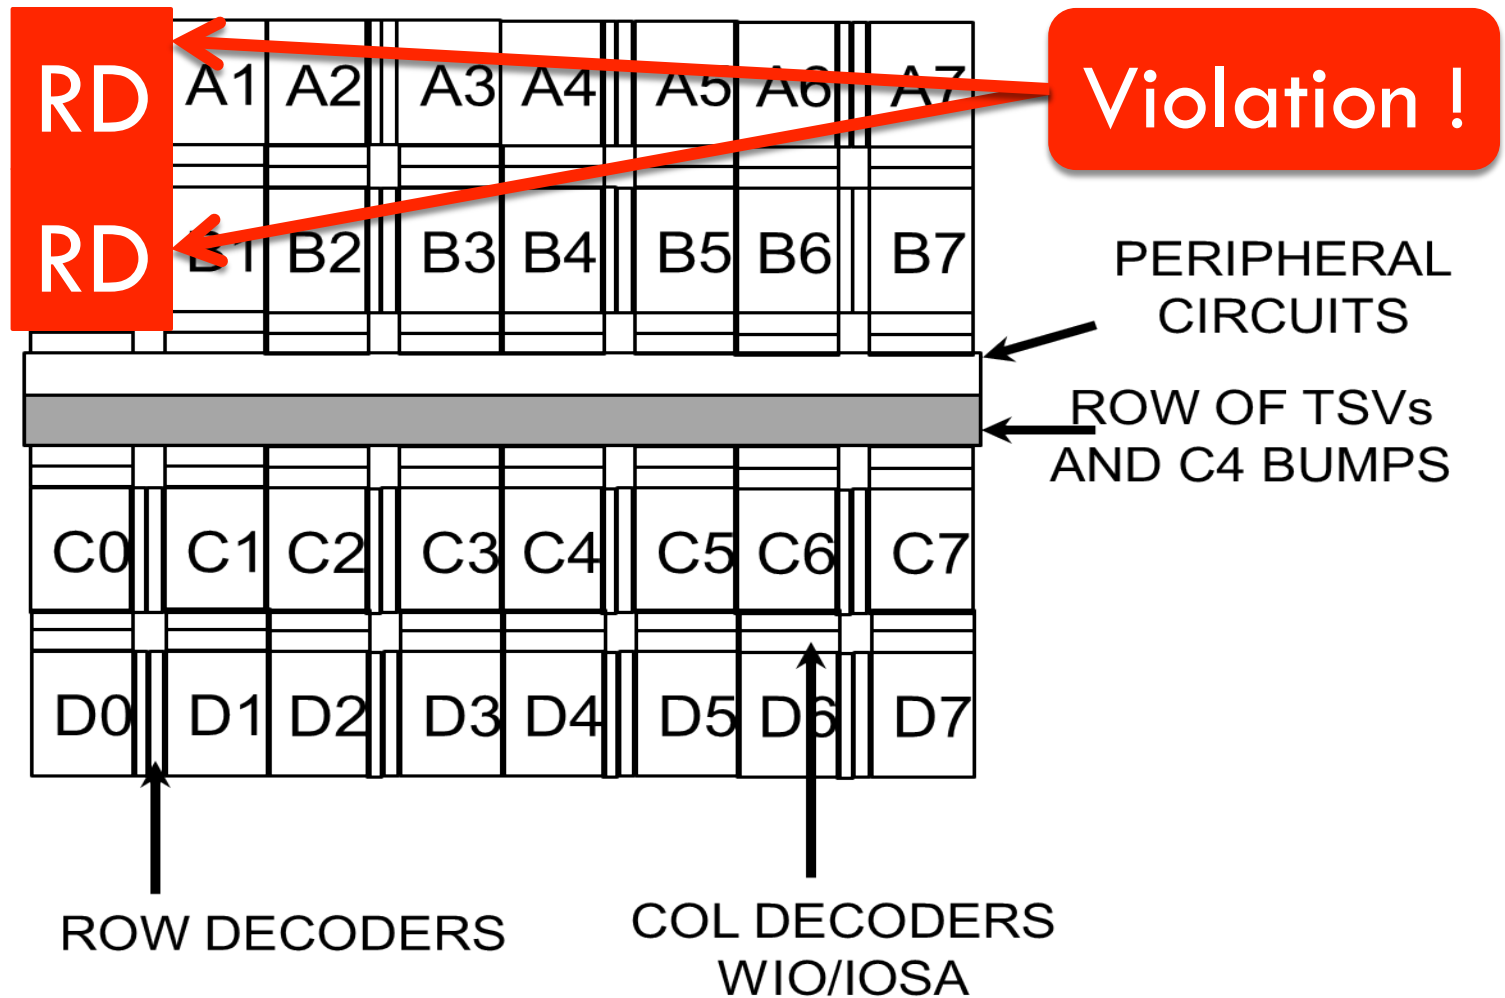 RD A1 A2 A3 A4 A5 A6 A7 Violation !
RD B1 B2 B3 B4 B5 B6 B7
PERIPHERAL
CIRCUITS
ROW OF TSVs
AND C4 BUMPS
C0 C1 C2 C3 C4 C5 C6 C7
D0 D1 D2 D3 D4 D5 D6 D7
ROW DECODERS
COL DECODERS
WIO/IOSA